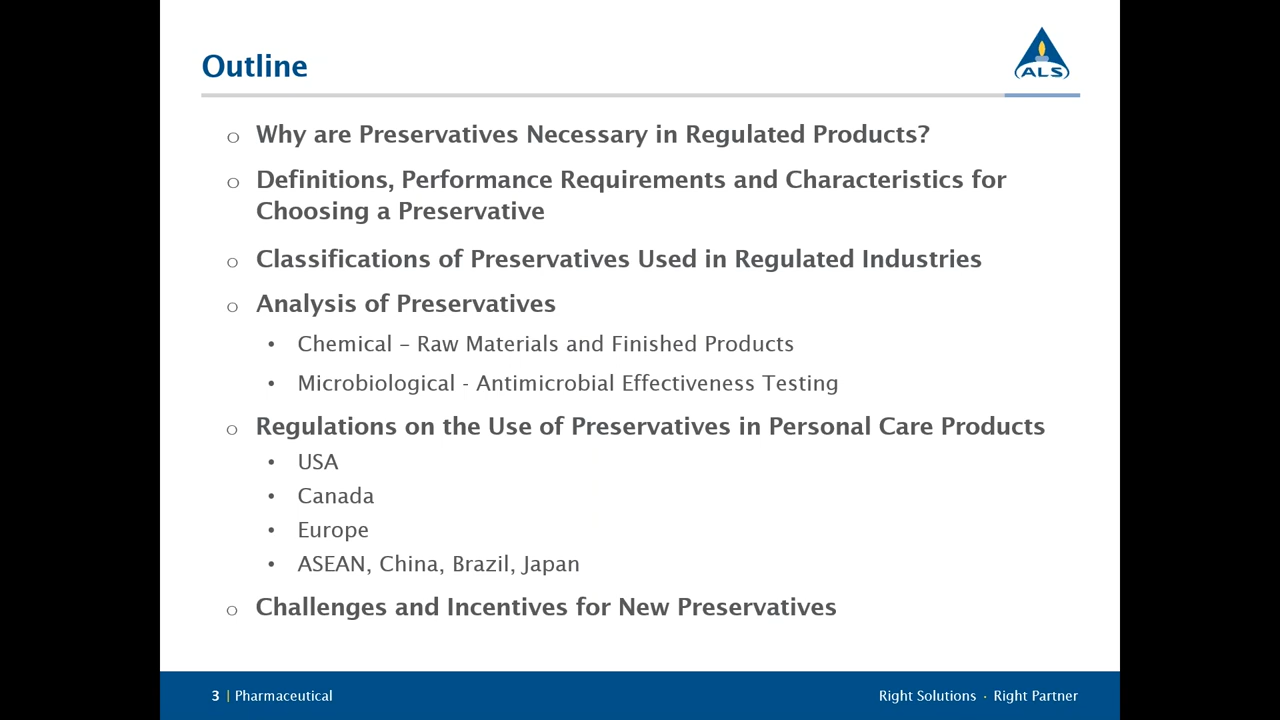 Outline
ALS
o Why are Preservatives Necessary in Regulated Products?
o Definitions, Performance Requirements and Characteristics for
Choosing a Preservative
o Classifications of Preservatives Used in Regulated Industries
o Analysis of Preservatives
• Chemical – Raw Materials and Finished Products
• Microbiological - Antimicrobial Effectiveness Testing
o Regulations on the Use of Preservatives in Personal Care Products
• USA
• Canada
• Europe
• ASEAN, China, Brazil, Japan
o Challenges and Incentives for New Preservatives
3 | Pharmaceutical
Right Solutions · Right Partner